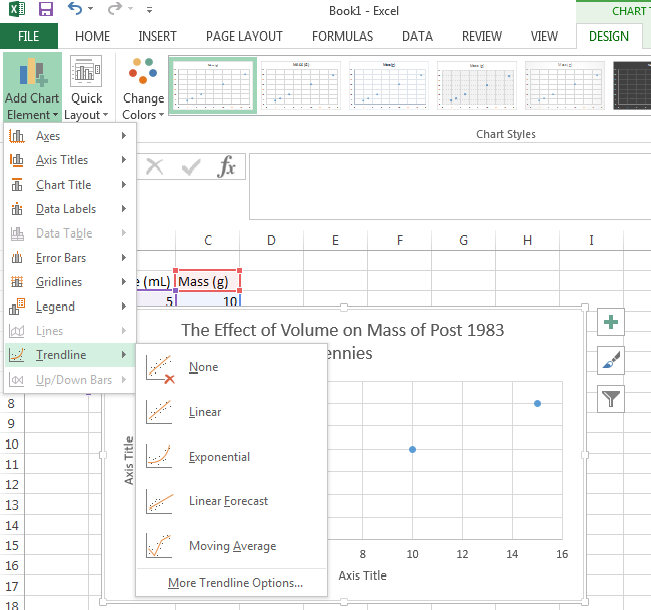 Book1 - Excel
CHART T
FILE HOME INSERT PAGE LAYOUT FORMULAS DATA REVIEW VIEW DESIGN
Add Chart Element
Quick Layout
Change Colors
Chart Styles
Axes
Axis Titles
Chart Title
Data Labels
Data Table
Error Bars
Gridlines
Legend
Lines
Trendline
Up/Down Bars
None
Linear
Exponential
Linear Forecast
Moving Average
More Trendline Options...
fx
C D E F G H I
(mL) Mass (g)
5 10
The Effect of Volume on Mass of Post 1983
ennies
Axis Title
8 10 12 14 16
Axis Title
8
9
10
11
12
13
14
15
16
17
18